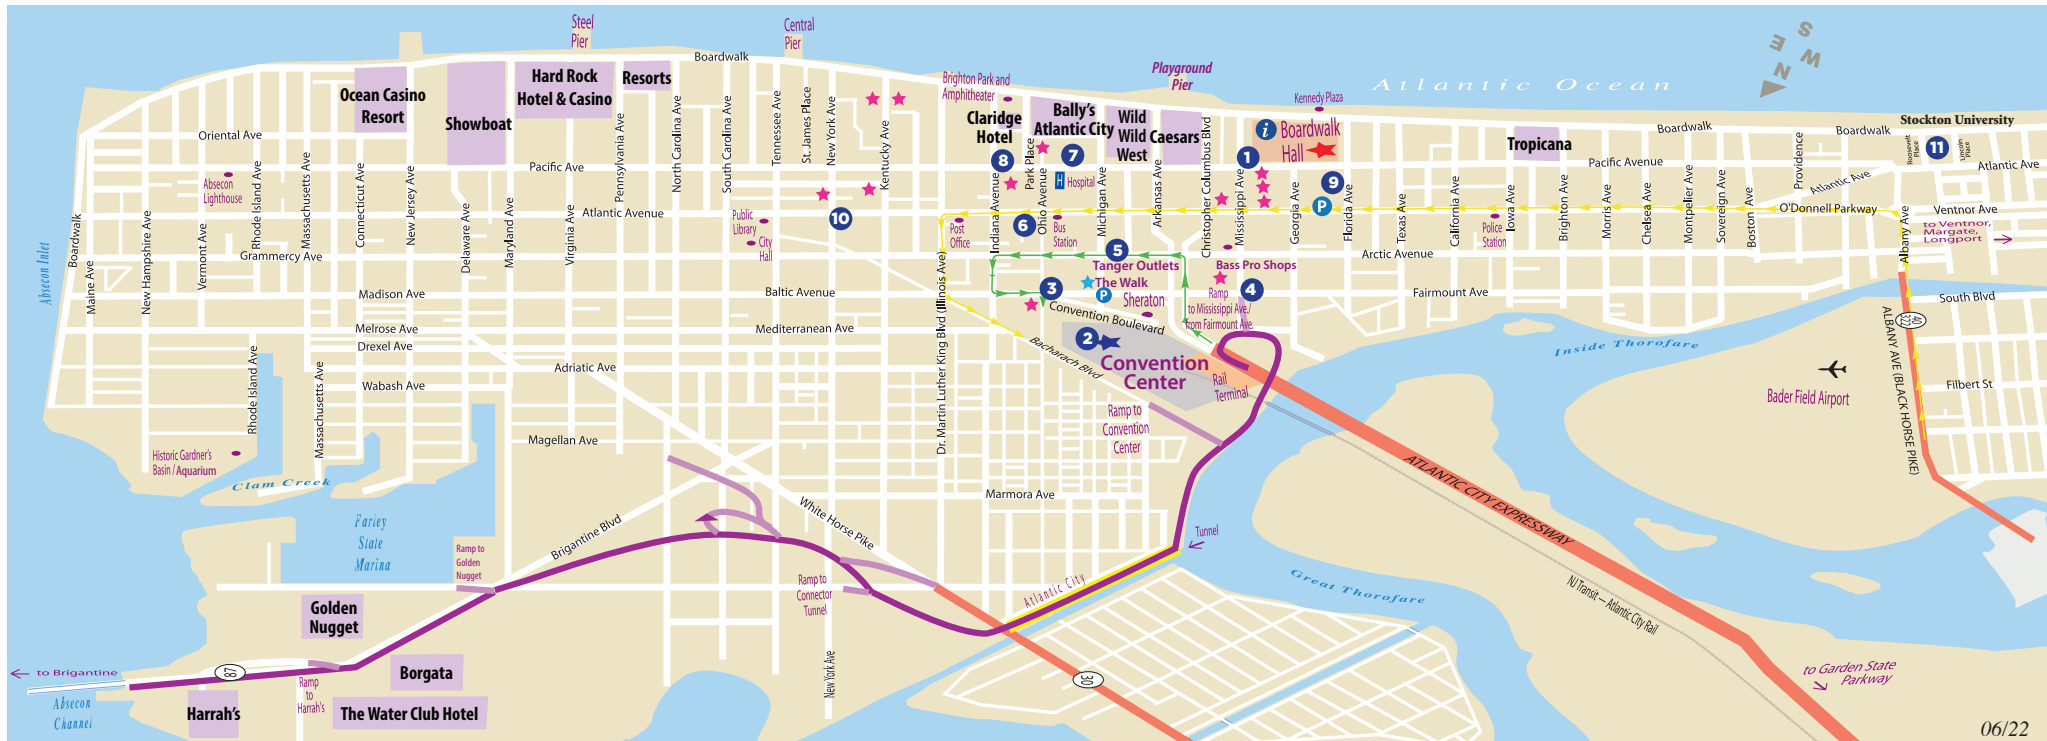 Steel
Pier
Central
Pier
Boardwalk
Playground
Pier
Atlantic Ocean
S
W
E
N
Ocean Casino
Resort
Showboat
Hard Rock
Hotel & Casino
Resorts
Brighton Park and
Amphitheater
Claridge
Hotel
Bally's
Atlantic City
Wild
Wild
West
Caesars
Kennedy Plaza
i
Boardwalk
Hall
Tropicana
Boardwalk
Boardwalk
Stockton University
Roosevelt
Place
11
Lincoln
Place
Atlantic Ave
Oriental Ave
Pacific Ave
Pacific Avenue
Providence
Atlantic Ave
Absecon
Lighthouse
Atlantic Avenue
O'Donnell Parkway
Ventnor Ave
to Ventnor,
Margate,
Longport
Boardwalk
Maine Ave
New Hampshire Ave
Vermont Ave
Rhode Island Ave
Massachusetts Ave
Connecticut Ave
New Jersey Ave
Delaware Ave
Maryland Ave
Virginia Ave
Pennsylvania Ave
North Carolina Ave
South Carolina Ave
Tennessee Ave
St. James Place
New York Ave
Kentucky Ave
Dr. Martin Luther King Blvd (Illinois Ave)
Indiana Avenue
Park Place
Ohio Avenue
Michigan Ave
Arkansas Ave
Christopher Columbus Blvd
Mississippi Ave
Georgia Ave
Florida Ave
Texas Ave
California Ave
Iowa Ave
Brighton Ave
Morris Ave
Chelsea Ave
Montpelier Ave
Sovereign Ave
Boston Ave
Albany Ave
8
7
1
9
P
H Hospital
10
6
Public
Library
City
Hall
Post
Office
Bus
Station
Police
Station
Grammercy Ave
5
Arctic Avenue
Tanger Outlets
The Walk
P
3
Sheraton
Bass Pro Shops
4
Ramp
to Mississippi Ave./
from Fairmount Ave.
Absecon Inlet
Madison Ave
Baltic Avenue
Fairmount Ave
South Blvd
Melrose Ave
Mediterranean Ave
Convention Boulevard
Drexel Ave
2
Convention
Center
Bacharach Blvd
Rail
Terminal
Inside Thorofare
40
322
ALBANY AVE (BLACK HORSE PIKE)
Adriatic Ave
Wabash Ave
Filbert St
Bader Field Airport
Rhode Island Ave
Massachusetts Ave
Magellan Ave
Ramp to
Convention
Center
Historic Gardner's
Basin / Aquarium
Clam Creek
Marmora Ave
ATLANTIC CITY EXPRESSWAY
Farley
State
Marina
Brigantine Blvd
White Horse Pike
Tunnel
Ramp to
Golden
Nugget
Ramp to
Connector
Tunnel
Atlantic City
Great Thorofare
NJ Transit — Atlantic City Rail
Golden
Nugget
New York Ave
to Brigantine
87
Borgata
30
to Garden State
Parkway
Absecon
Channel
Harrah's
Ramp
to
Harrah's
The Water Club Hotel
06/22